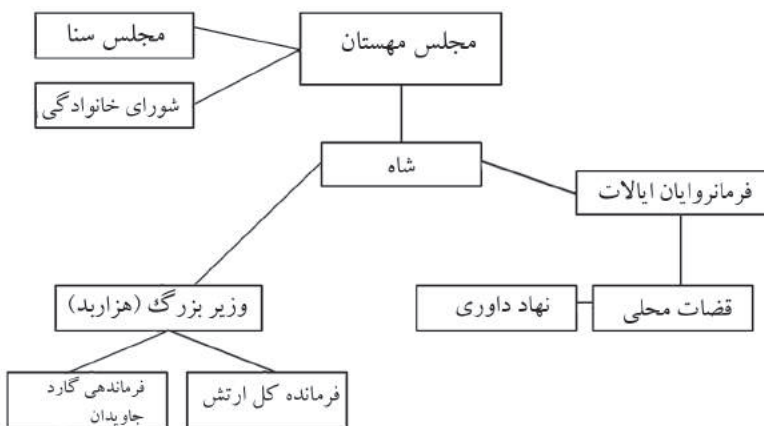 مجلس مهستان
مجلس سنا
شورای خانوادگی
شاه
فرمانروایان ایالات
وزیر بزرگ (هزاربد)
قضات محلی
نهاد داوری
فرمانده کل ارتش
فرماندهی گارد
جاویدان